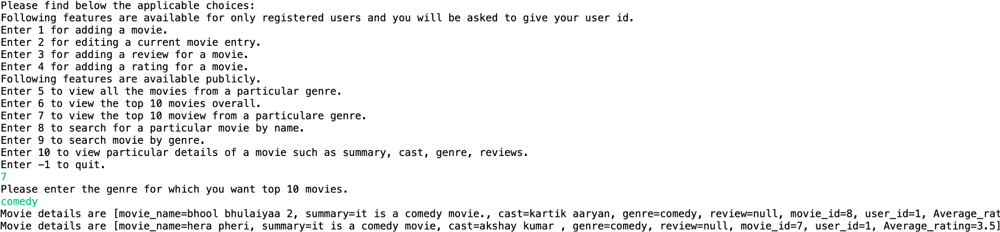 Please find below the applicable choices:
Following features are available for only registered users and you will be asked to give your user id.
Enter 1 for adding a movie.
Enter 2 for editing a current movie entry.
Enter 3 for adding a review for a movie.
Enter 4 for adding a rating for a movie.
Following features are available publicly.
Enter 5 to view all the movies from a particular genre.
Enter 6 to view the top 10 movies overall.
Enter 7 to view the top 10 moview from a particulare genre.
Enter 8 to search for a particular movie by name.
Enter 9 to search movie by genre.
Enter 10 to view particular details of a movie such as summary, cast, genre, reviews.
Enter -1 to quit.
7
Please enter the genre for which you want top 10 movies.
comedy
Movie details are [movie_name=bhool bhulaiyaa 2, summary=it is a comedy movie., cast=kartik aaryan, genre=comedy, review=null, movie_id=8, user_id=1, Average_rat
Movie details are [movie_name=hera pheri, summary=it is a comedy movie, cast=akshay kumar , genre=comedy, review=null, movie_id=7, user_id=1, Average_rating=3.5]